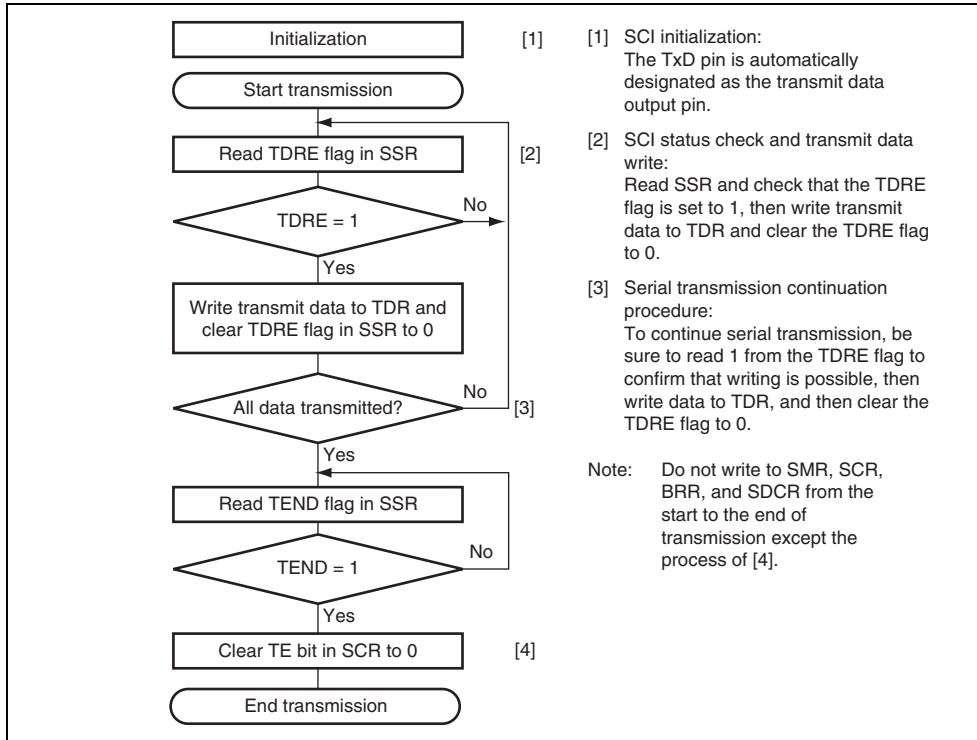 Initialization [1]
Start transmission
Read TDRE flag in SSR [2]
TDRE = 1
No
Yes
Write transmit data to TDR and
clear TDRE flag in SSR to 0
All data transmitted?
No
[3]
Yes
Read TEND flag in SSR
TEND = 1
No
Yes
Clear TE bit in SCR to 0 [4]
End transmission
[1] SCI initialization:
The TxD pin is automatically
designated as the transmit data
output pin.
[2] SCI status check and transmit data
write:
Read SSR and check that the TDRE
flag is set to 1, then write transmit
data to TDR and clear the TDRE flag
to 0.
[3] Serial transmission continuation
procedure:
To continue serial transmission, be
sure to read 1 from the TDRE flag to
confirm that writing is possible, then
write data to TDR, and then clear the
TDRE flag to 0.
Note: Do not write to SMR, SCR,
BRR, and SDCR from the
start to the end of
transmission except the
process of [4].